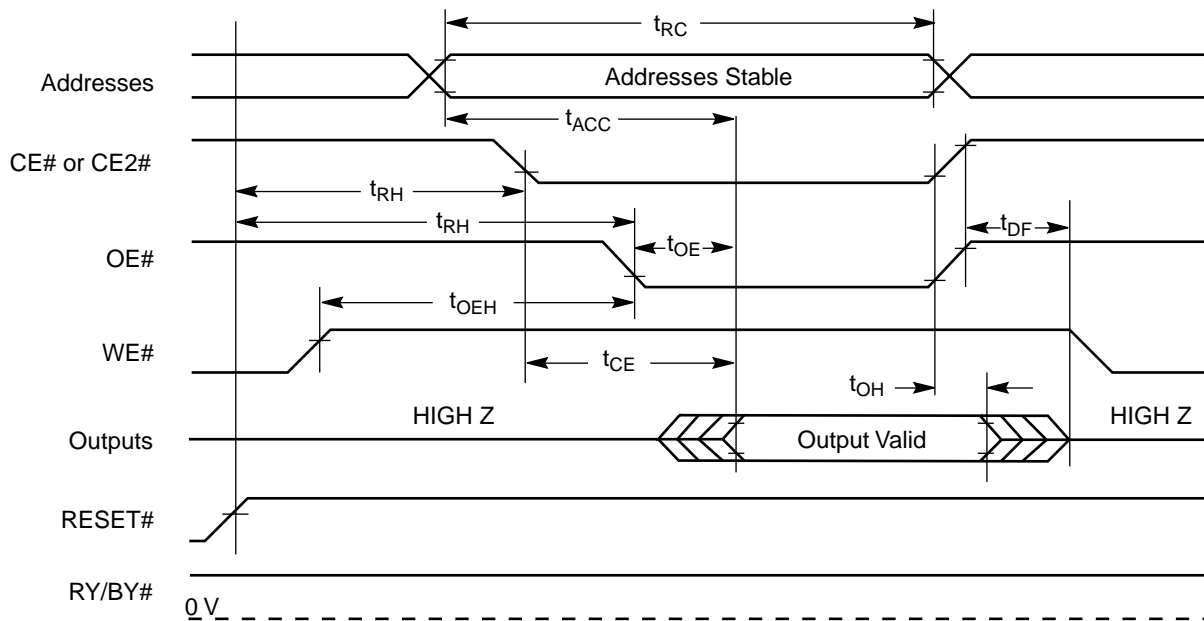 tRC
Addresses
Addresses Stable
tACC
CE# or CE2#
tRH
tRH
tDF
OE#
tOE
tOEH
WE#
tCE
tOH
HIGH Z
HIGH Z
Outputs
Output Valid
RESET#
RY/BY#
0 V